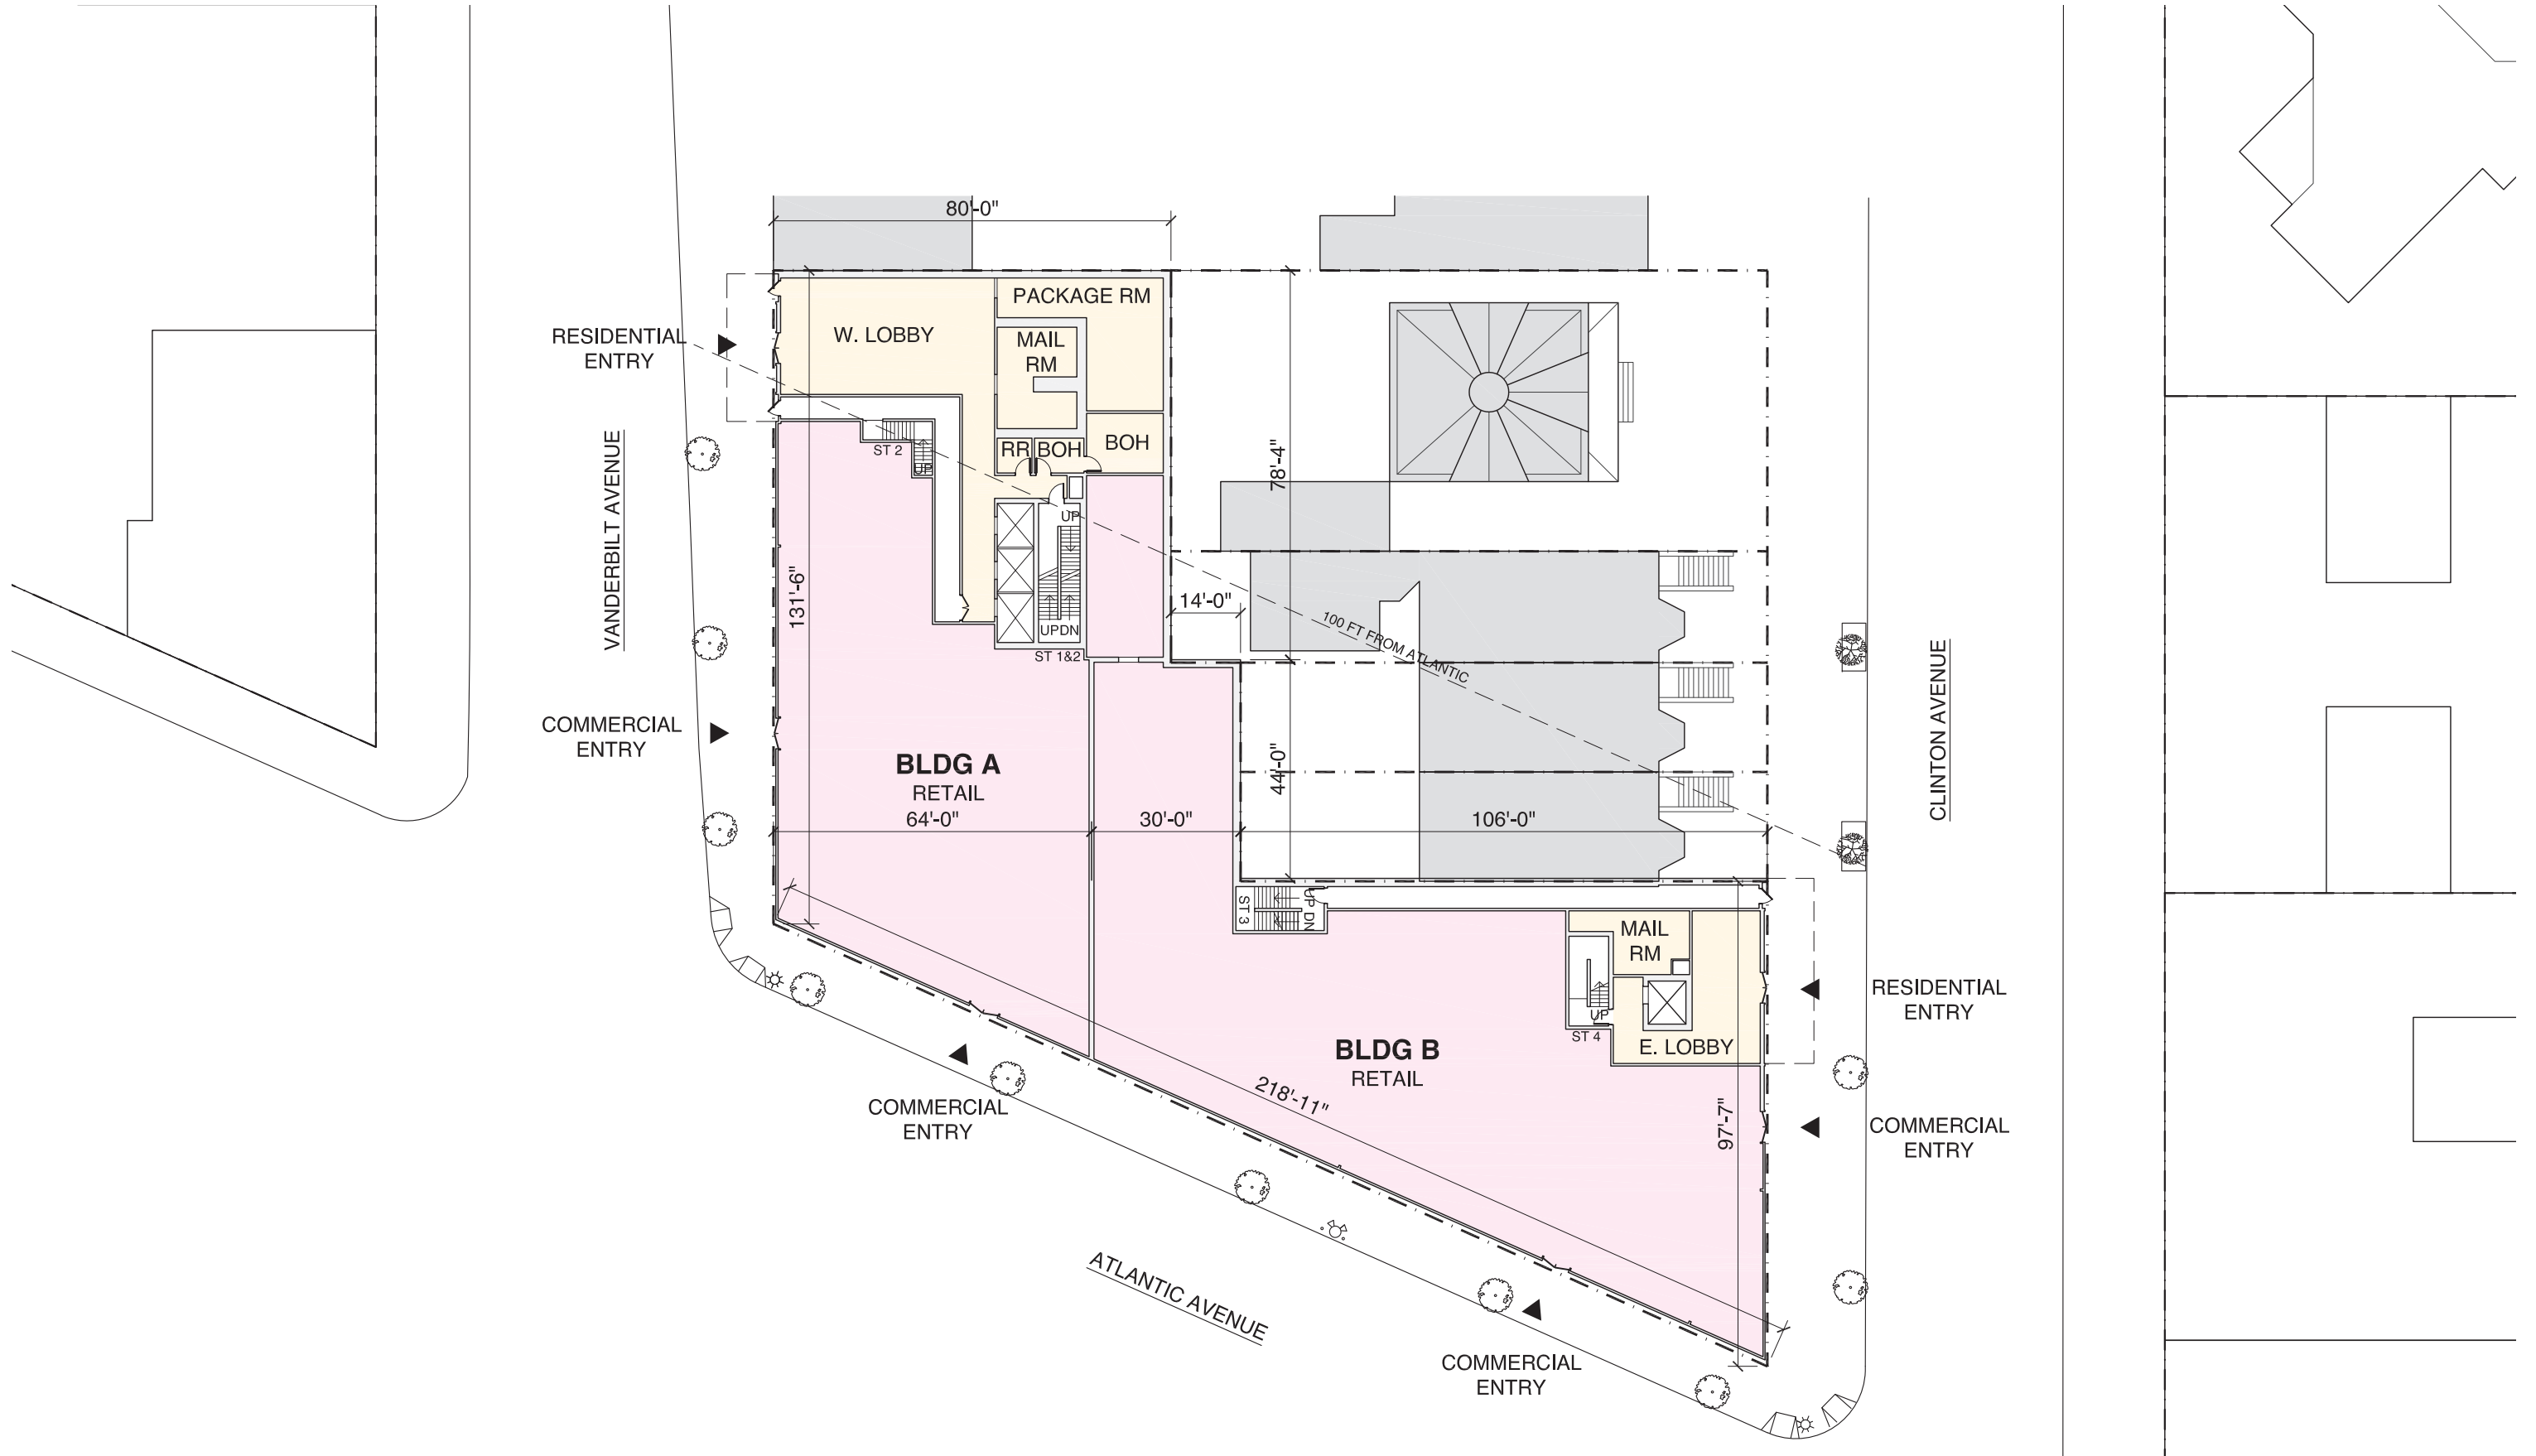 80'-0"
PACKAGE RM
W. LOBBY
MAIL
RM
RESIDENTIAL
ENTRY
RR
BOH
BOH
ST 2
UP
78'-4"
VANDERBILT AVENUE
UP
131'-6"
14'-0"
UPDN
ST 1&2
100 FT FROM ATLANTIC
CLINTON AVENUE
COMMERCIAL
ENTRY
BLDG A
RETAIL
44'-0"
64'-0"
30'-0"
106'-0"
ST 3
UP DN
MAIL
RM
RESIDENTIAL
ENTRY
UP
ST 4
E. LOBBY
BLDG B
RETAIL
218'-11"
97'-7"
COMMERCIAL
ENTRY
COMMERCIAL
ENTRY
ATLANTIC AVENUE
COMMERCIAL
ENTRY